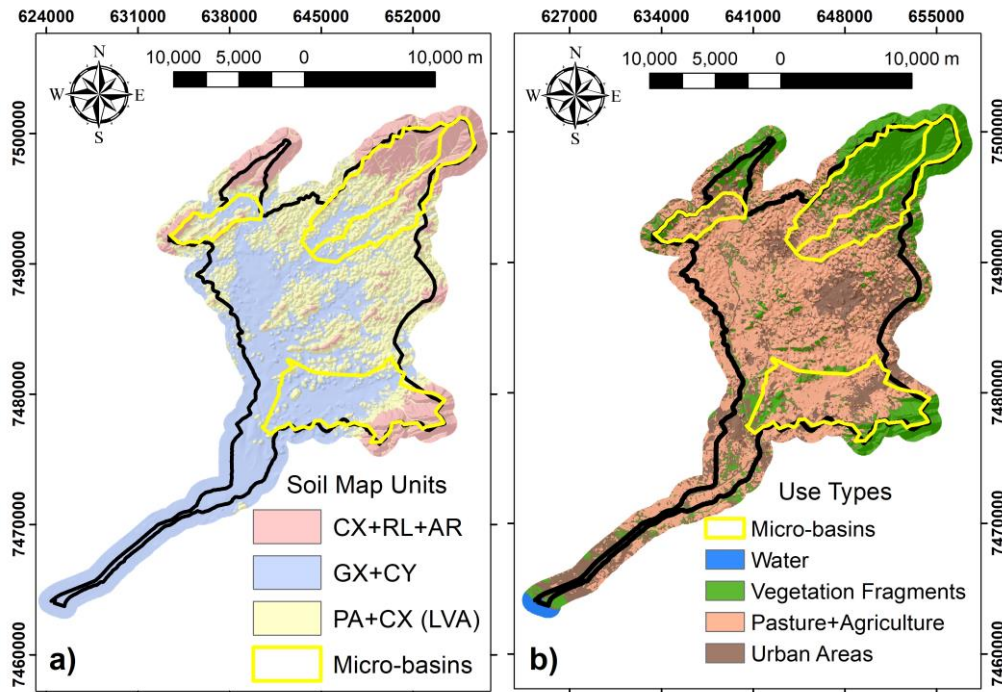 624000 631000 638000 645000 652000
10,000 5,000 0 10,000 m
N
W E
S
7500000
7490000
7480000
7470000
7460000
Soil Map Units
CX+RL+AR
GX+CY
PA+CX (LVA)
Micro-basins
a)
627000 634000 641000 648000 655000
10,000 5,000 0 10,000 m
N
W E
S
7500000
7490000
7480000
7470000
7460000
Use Types
Micro-basins
Water
Vegetation Fragments
Pasture+Agriculture
Urban Areas
b)